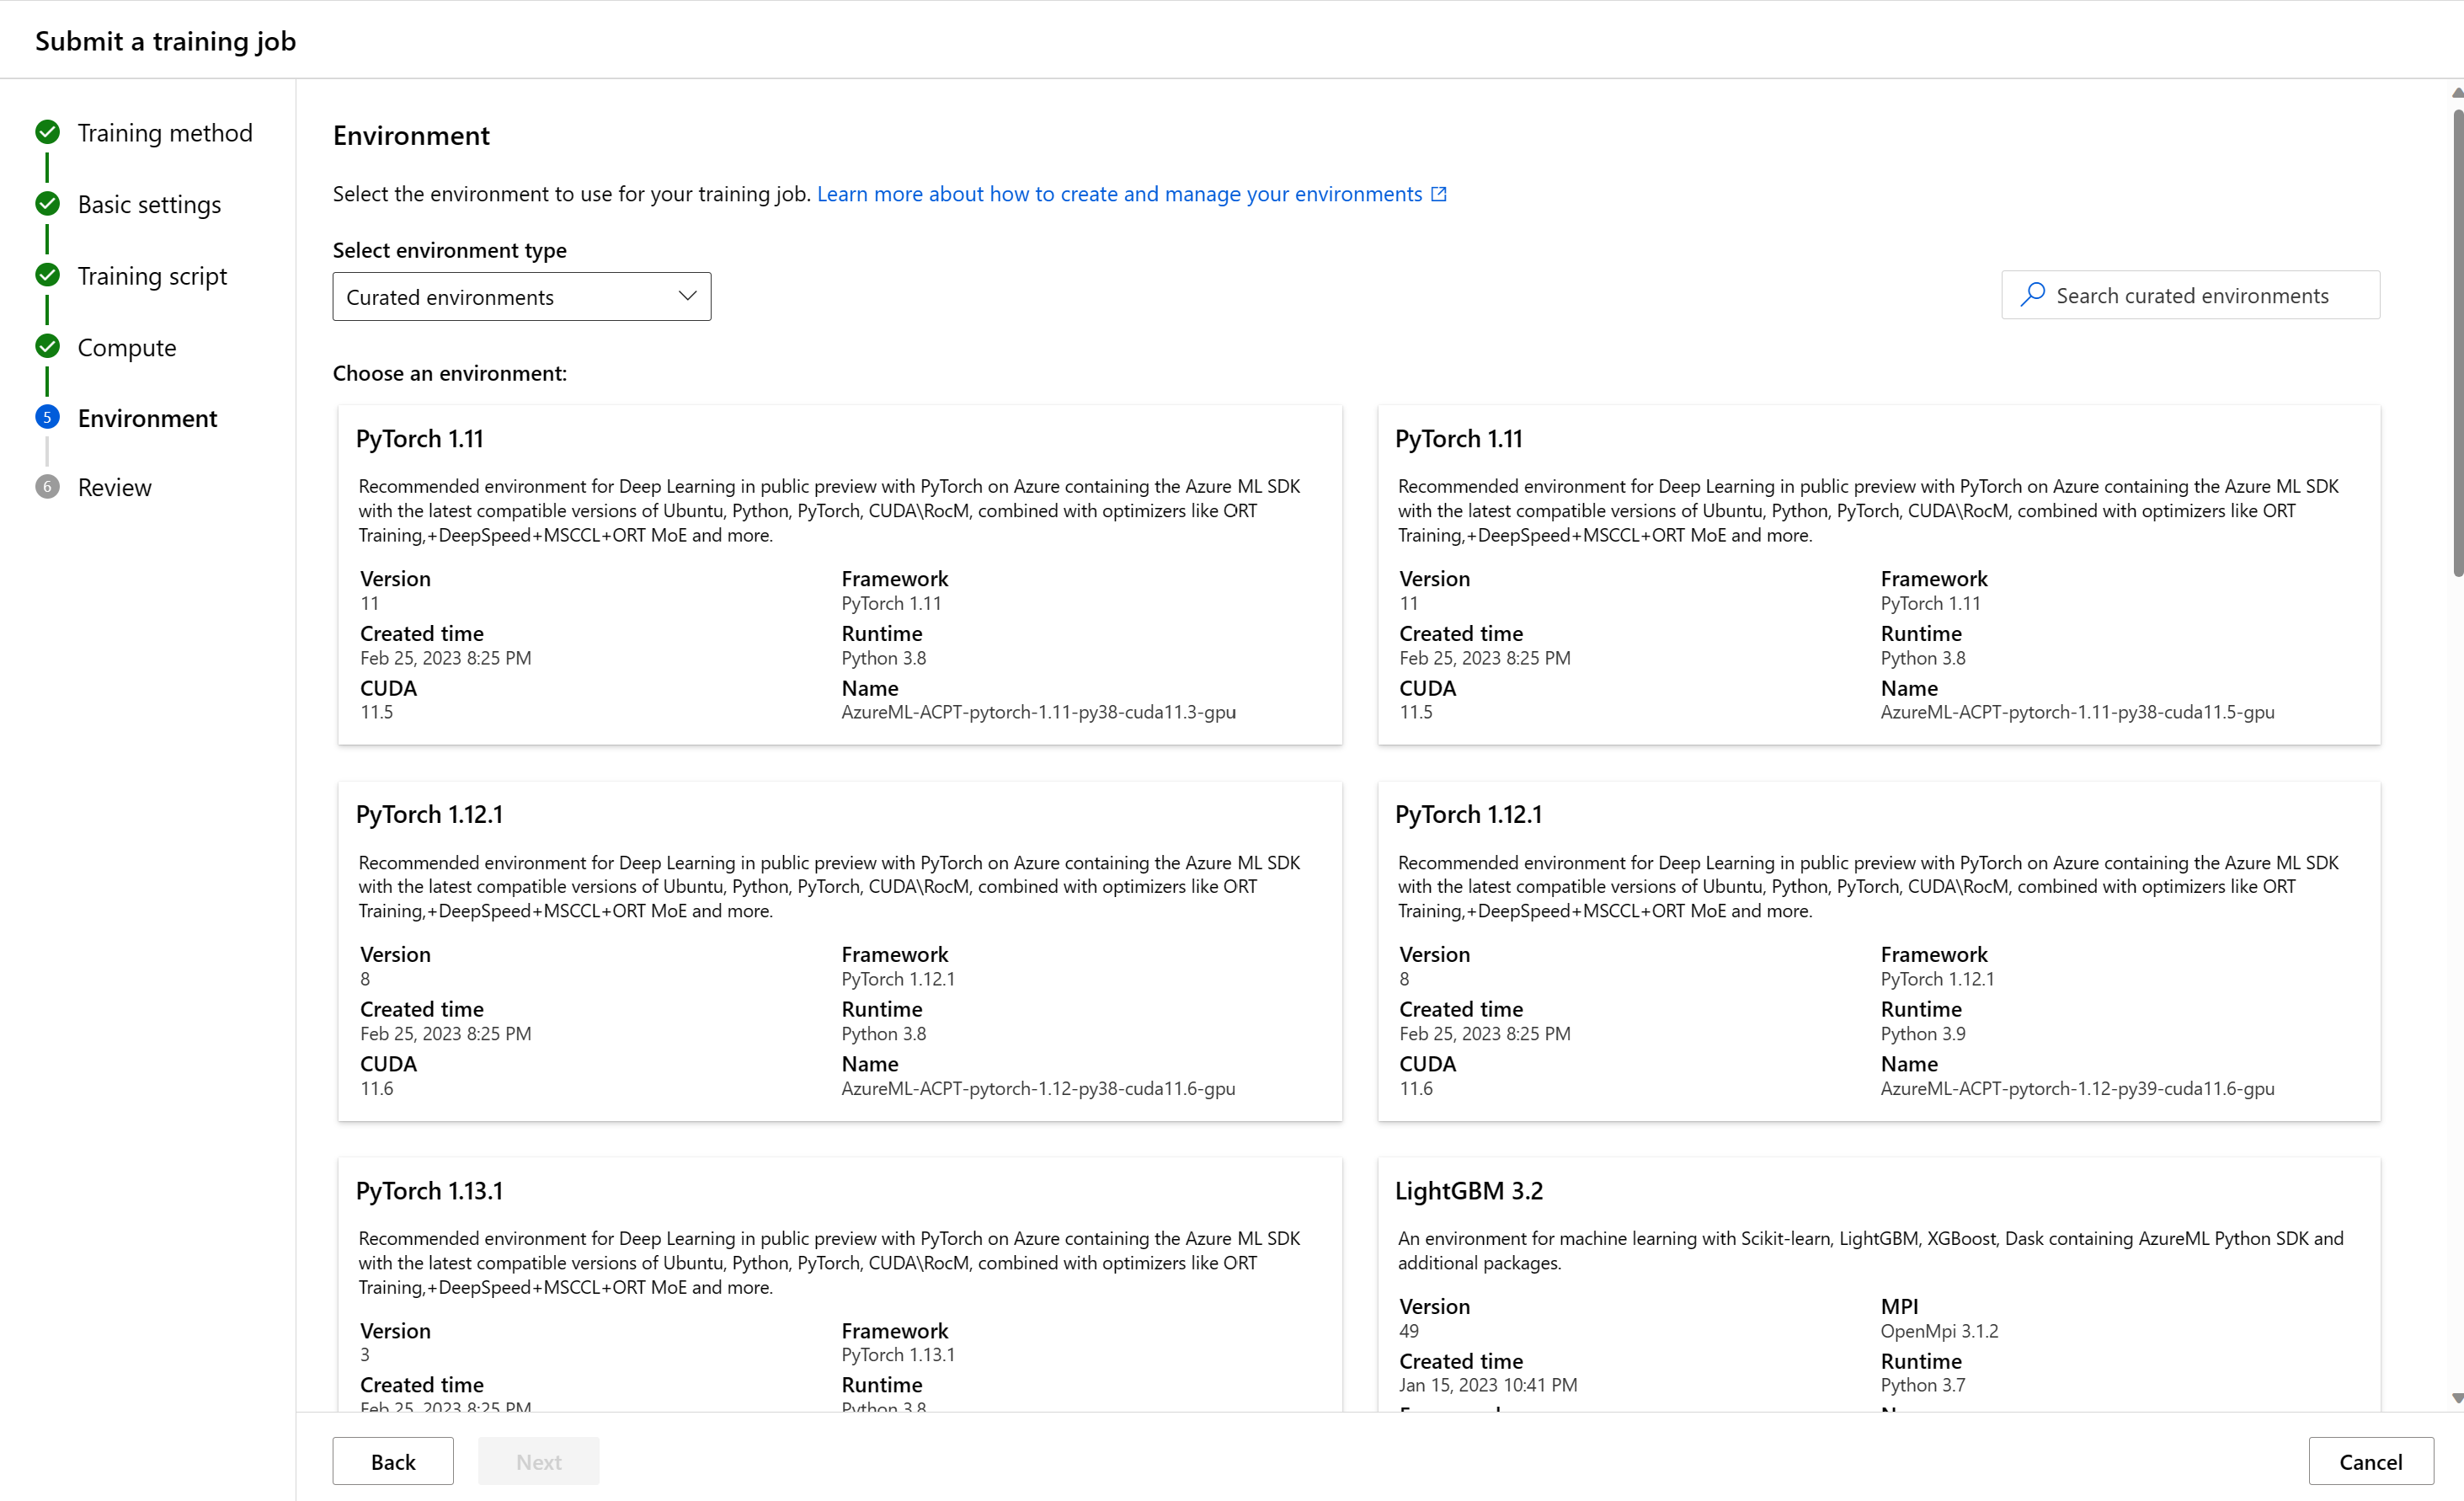 Submit a training job
Training method
Basic settings
Training script
Compute
5 Environment
6 Review
Environment
Select the environment to use for your training job. Learn more about how to create and manage your environments
Select environment type
Curated environments
Search curated environments
Choose an environment:
PyTorch 1.11
Recommended environment for Deep Learning in public preview with PyTorch on Azure containing the Azure ML SDK
with the latest compatible versions of Ubuntu, Python, PyTorch, CUDA\RocM, combined with optimizers like ORT
Training,+DeepSpeed+MSCCL+ORT MoE and more.
Version
11
Framework
PyTorch 1.11
Created time
Feb 25, 2023 8:25 PM
Runtime
Python 3.8
CUDA
11.5
Name
AzureML-ACPT-pytorch-1.11-py38-cuda11.3-gpu
PyTorch 1.11
Recommended environment for Deep Learning in public preview with PyTorch on Azure containing the Azure ML SDK
with the latest compatible versions of Ubuntu, Python, PyTorch, CUDA\RocM, combined with optimizers like ORT
Training,+DeepSpeed+MSCCL+ORT MoE and more.
Version
11
Framework
PyTorch 1.11
Created time
Feb 25, 2023 8:25 PM
Runtime
Python 3.8
CUDA
11.5
Name
AzureML-ACPT-pytorch-1.11-py38-cuda11.5-gpu
PyTorch 1.12.1
Recommended environment for Deep Learning in public preview with PyTorch on Azure containing the Azure ML SDK
with the latest compatible versions of Ubuntu, Python, PyTorch, CUDA\RocM, combined with optimizers like ORT
Training,+DeepSpeed+MSCCL+ORT MoE and more.
Version
8
Framework
PyTorch 1.12.1
Created time
Feb 25, 2023 8:25 PM
Runtime
Python 3.8
CUDA
11.6
Name
AzureML-ACPT-pytorch-1.12-py38-cuda11.6-gpu
PyTorch 1.12.1
Recommended environment for Deep Learning in public preview with PyTorch on Azure containing the Azure ML SDK
with the latest compatible versions of Ubuntu, Python, PyTorch, CUDA\RocM, combined with optimizers like ORT
Training,+DeepSpeed+MSCCL+ORT MoE and more.
Version
8
Framework
PyTorch 1.12.1
Created time
Feb 25, 2023 8:25 PM
Runtime
Python 3.9
CUDA
11.6
Name
AzureML-ACPT-pytorch-1.12-py39-cuda11.6-gpu
PyTorch 1.13.1
Recommended environment for Deep Learning in public preview with PyTorch on Azure containing the Azure ML SDK
with the latest compatible versions of Ubuntu, Python, PyTorch, CUDA\RocM, combined with optimizers like ORT
Training,+DeepSpeed+MSCCL+ORT MoE and more.
Version
3
Framework
PyTorch 1.13.1
Created time
Feb 25, 2023 8:25 PM
Runtime
Python 3.8
LightGBM 3.2
An environment for machine learning with Scikit-learn, LightGBM, XGBoost, Dask containing AzureML Python SDK and
additional packages.
Version
49
MPI
OpenMpi 3.1.2
Created time
Jan 15, 2023 10:41 PM
Runtime
Python 3.7
Back
Next
Cancel